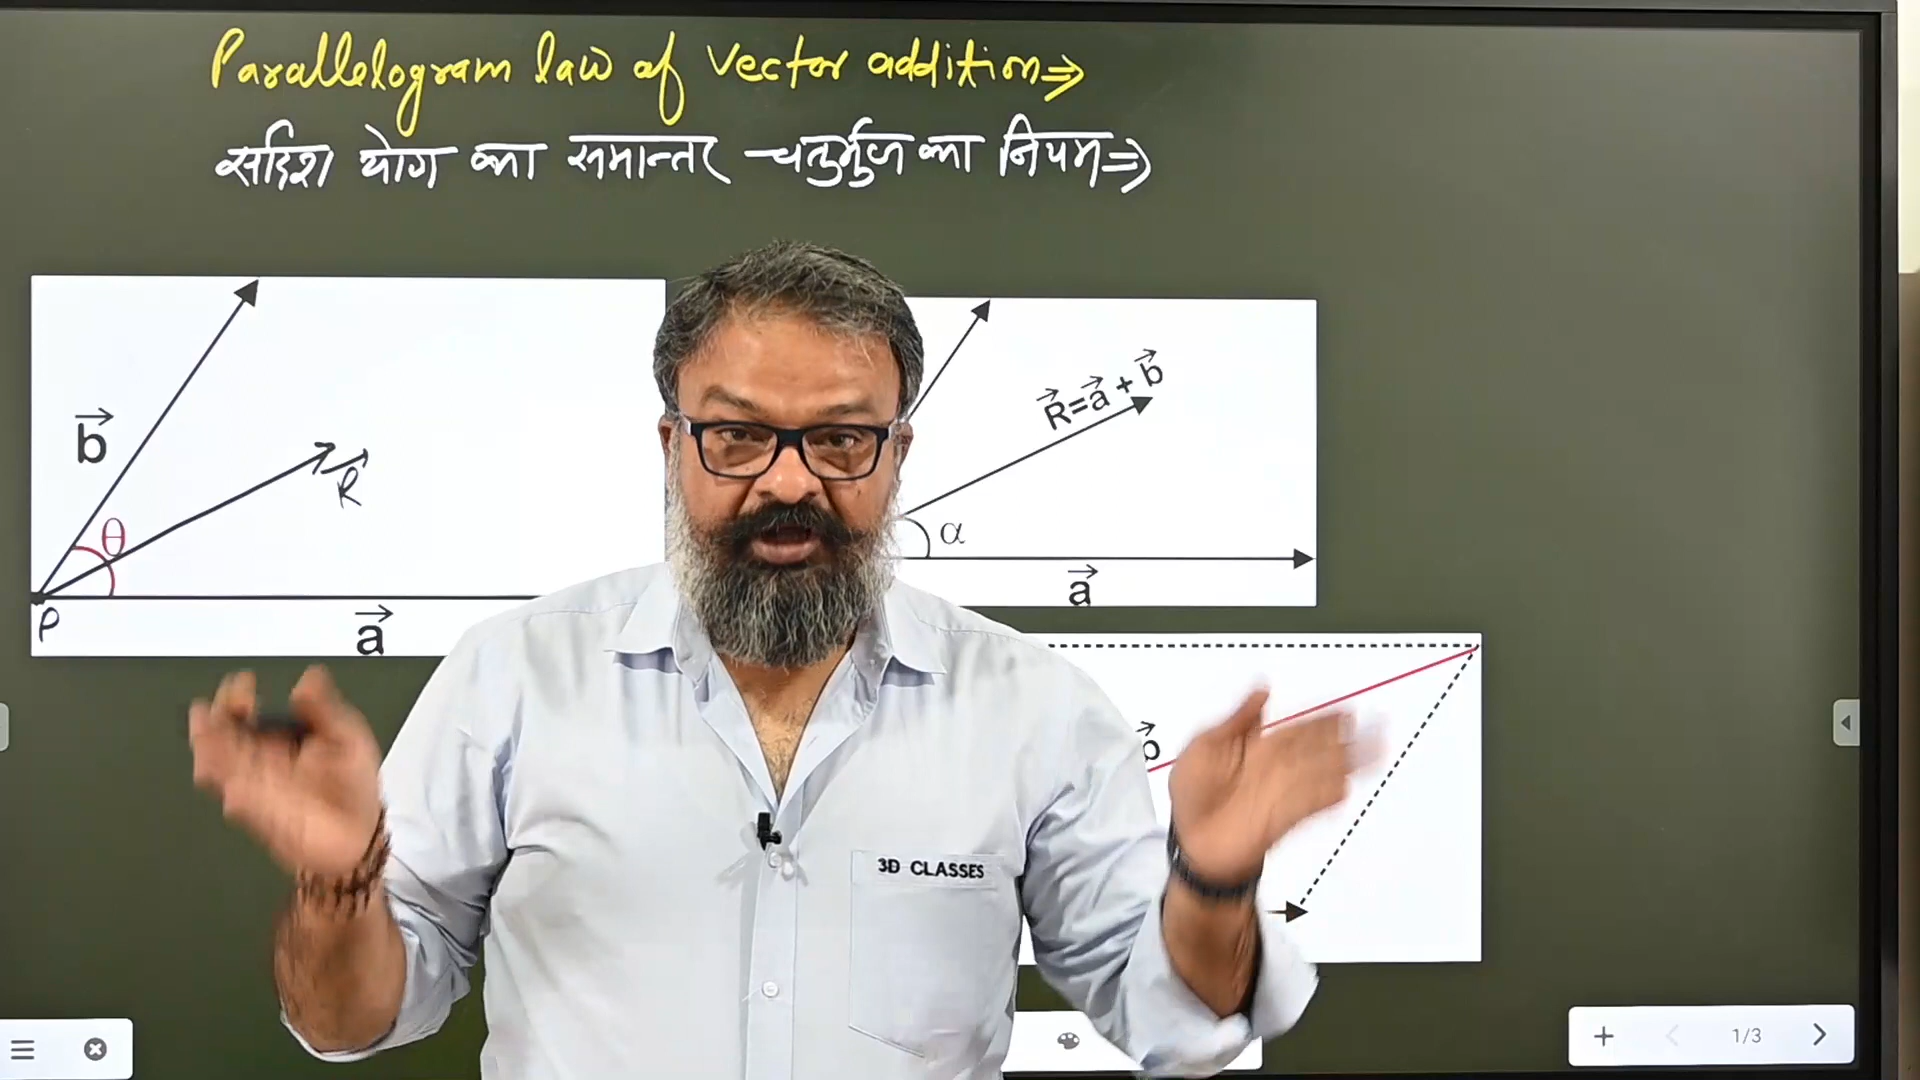 Parallelogram law of vector addition⇒
सदिश योग का समान्तर चतुर्भुज का नियम⇒
b
R
θ
P
a
R=a + b
α
a
b
3D CLASSES
1/3